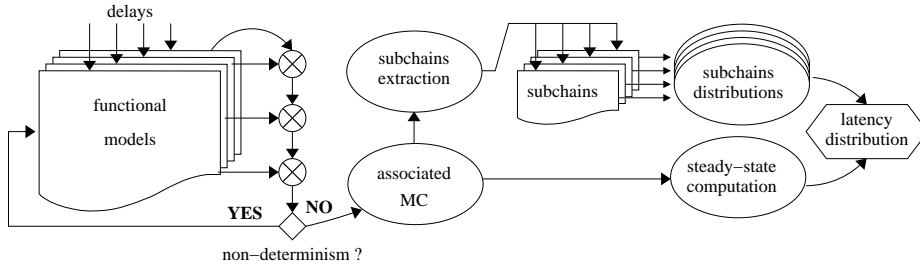 delays
functional
models
YES
NO
non−determinism ?
subchains
extraction
associated
MC
subchains
subchains
distributions
steady−state
computation
latency
distribution